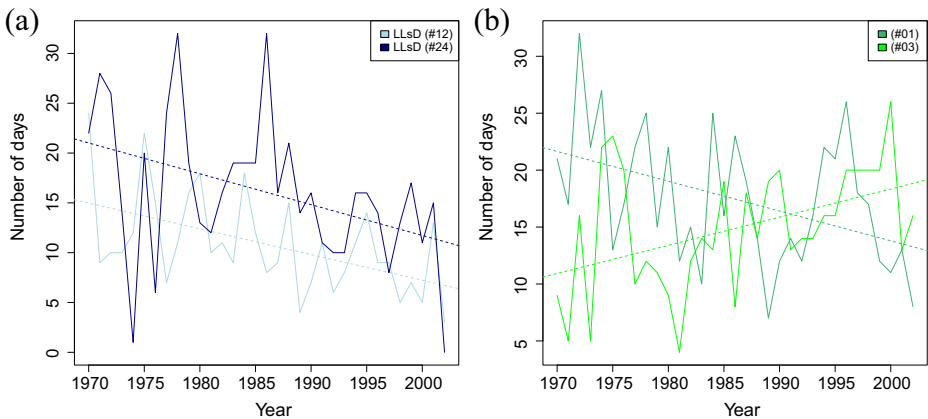 (a)
LLsD (#12)
LLsD (#24)
Number of days
0 5 10 15 20 25 30
1970 1975 1980 1985 1990 1995 2000
Year
(b)
(#01)
(#03)
Number of days
5 10 15 20 25 30
1970 1975 1980 1985 1990 1995 2000
Year